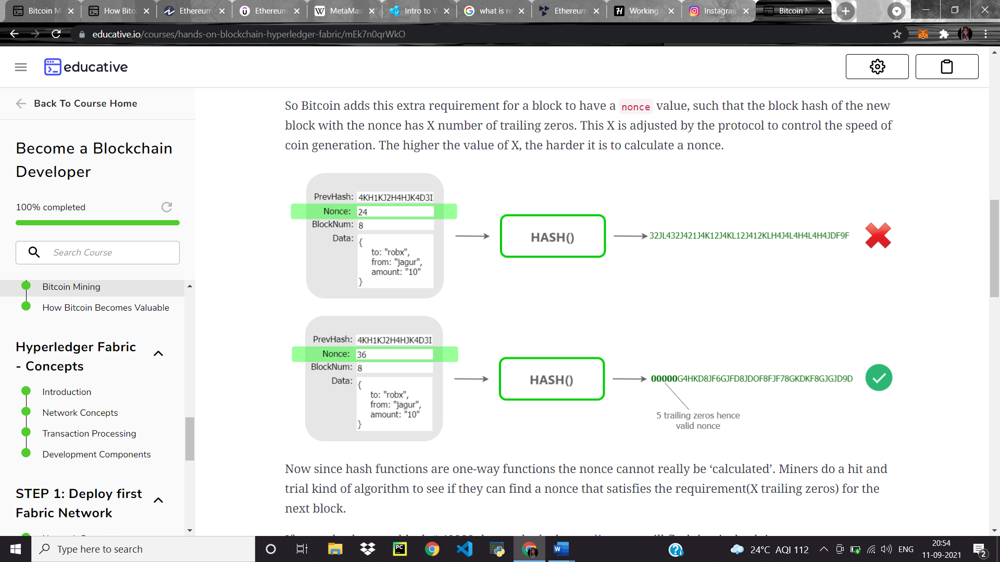 Bitcoin M
How Bitco
Ethereum
Ethereum
MetaMas
Intro to W
what is re
Ethereum
Working
Instagram
Bitcoin M
educative.io/courses/hands-on-blockchain-hyperledger-fabric/mEk7n0qrWkO
educative
Back To Course Home
Become a Blockchain
Developer
100% completed
Search Course
Bitcoin Mining
How Bitcoin Becomes Valuable
Hyperledger Fabric
- Concepts
Introduction
Network Concepts
Transaction Processing
Development Components
STEP 1: Deploy first
Fabric Network
So Bitcoin adds this extra requirement for a block to have a nonce value, such that the block hash of the new
block with the nonce has X number of trailing zeros. This X is adjusted by the protocol to control the speed of
coin generation. The higher the value of X, the harder it is to calculate a nonce.
PrevHash: 4KH1KJ2H4HJK4D3I
Nonce: 24
BlockNum: 8
Data: {
to: "robx",
from: "jagur",
amount: "10"
}
HASH()
32JL432J421J4K12J4KL12J412KLH4J4L4H4L4H4JDF9F
PrevHash: 4KH1KJ2H4HJK4D3I
Nonce: 36
BlockNum: 8
Data: {
to: "robx",
from: "jagur",
amount: "10"
}
HASH()
00000G4HKD8JF6GJFD8JDOF8FJF78GKDKF8GJGJD9D
5 trailing zeros hence
valid nonce
Now since hash functions are one-way functions the nonce cannot really be ‘calculated’. Miners do a hit and
trial kind of algorithm to see if they can find a nonce that satisfies the requirement(X trailing zeros) for the
next block.
Type here to search
24°C AQI 112
ENG
20:54
11-09-2021
2